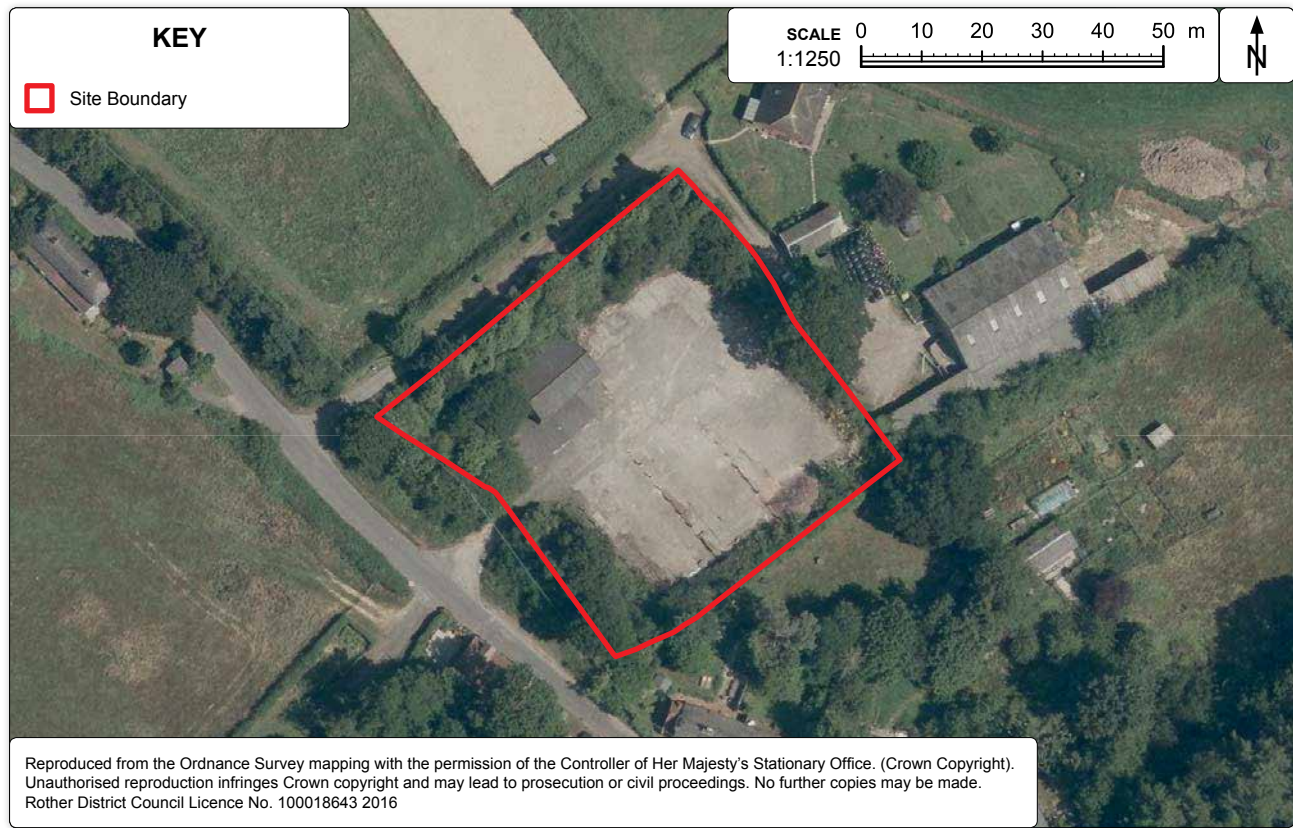 KEY
Site Boundary
SCALE 0 10 20 30 40 50 m
1:1250
N
Reproduced from the Ordnance Survey mapping with the permission of the Controller of Her Majesty's Stationary Office. (Crown Copyright).
Unauthorised reproduction infringes Crown copyright and may lead to prosecution or civil proceedings. No further copies may be made.
Rother District Council Licence No. 100018643 2016